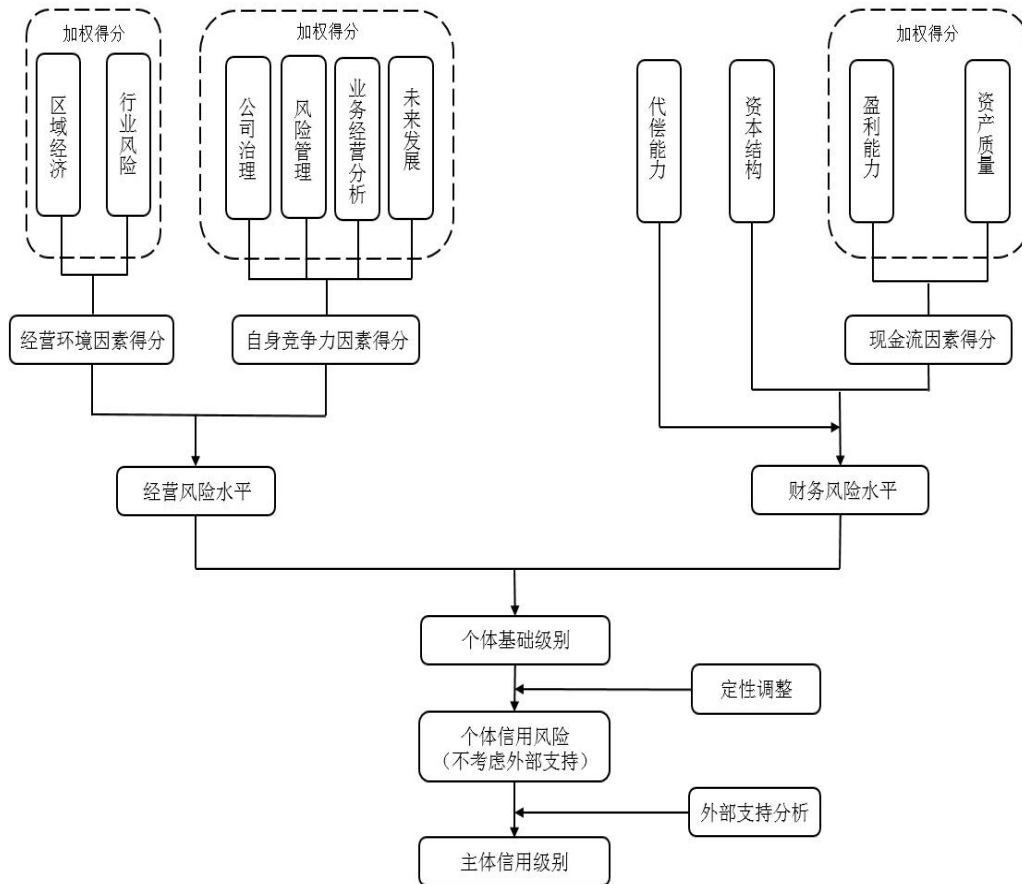 加权得分
加权得分
加权得分
区域经济
行业风险
公司治理
风险管理
业务经营分析
未来发展
代偿能力
资本结构
盈利能力
资产质量
经营环境因素得分
自身竞争力因素得分
现金流因素得分
经营风险水平
财务风险水平
个体基础级别
定性调整
个体信用风险
（不考虑外部支持）
外部支持分析
主体信用级别